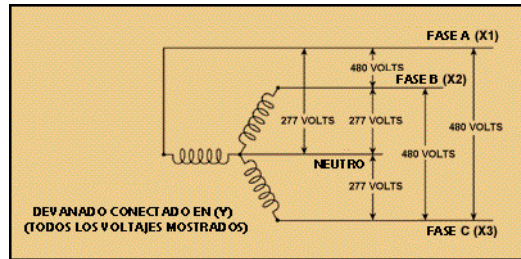 FASE A (X1)
480 VOLTS
FASE B (X2)
277 VOLTS
277 VOLTS
480 VOLTS
480 VOLTS
NEUTRO
277 VOLTS
DEVANADO CONECTADO EN (Y)
(TODOS LOS VOLTAJES MOSTRADOS)
FASE C (X3)